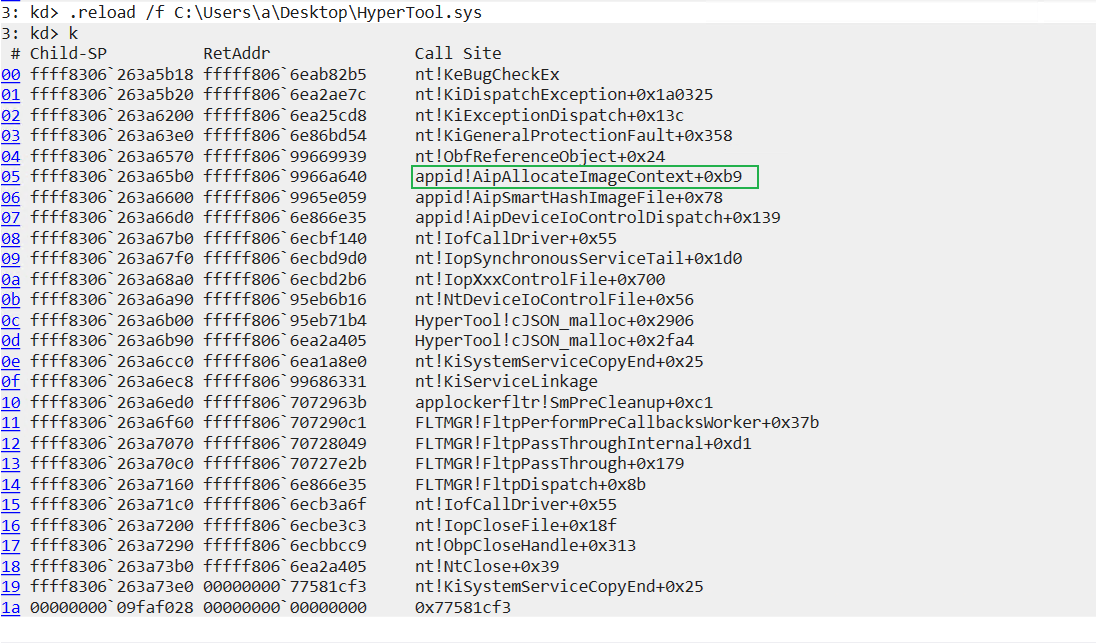 3: kd> .reload /f C:\Users\a\Desktop\HyperTool.sys
3: kd> k
 # Child-SP          RetAddr               Call Site
00 ffff8306`263a5b18 fffff806`6eab82b5     nt!KeBugCheckEx
01 ffff8306`263a5b20 fffff806`6ea2ae7c     nt!KiDispatchException+0x1a0325
02 ffff8306`263a6200 fffff806`6ea25cd8     nt!KiExceptionDispatch+0x13c
03 ffff8306`263a63e0 fffff806`6e86bd54     nt!KiGeneralProtectionFault+0x358
04 ffff8306`263a6570 fffff806`99669939     nt!ObfReferenceObject+0x24
05 ffff8306`263a65b0 fffff806`9966a640     appid!AipAllocateImageContext+0xb9
06 ffff8306`263a6600 fffff806`9965e059     appid!AipSmartHashImageFile+0x78
07 ffff8306`263a66d0 fffff806`6e866e35     appid!AipDeviceIoControlDispatch+0x139
08 ffff8306`263a67b0 fffff806`6ecbf140     nt!IofCallDriver+0x55
09 ffff8306`263a67f0 fffff806`6ecbd9d0     nt!IopSynchronousServiceTail+0x1d0
0a ffff8306`263a68a0 fffff806`6ecbd2b6     nt!IopXxxControlFile+0x700
0b ffff8306`263a6a90 fffff806`95eb6b16     nt!NtDeviceIoControlFile+0x56
0c ffff8306`263a6b00 fffff806`95eb71b4     HyperTool!cJSON_malloc+0x2906
0d ffff8306`263a6b90 fffff806`6ea2a405     HyperTool!cJSON_malloc+0x2fa4
0e ffff8306`263a6cc0 fffff806`6ea1a8e0     nt!KiSystemServiceCopyEnd+0x25
0f ffff8306`263a6ec8 fffff806`99686331     nt!KiServiceLinkage
10 ffff8306`263a6ed0 fffff806`7072963b     applockerfltr!SmPreCleanup+0xc1
11 ffff8306`263a6f60 fffff806`707290c1     FLTMGR!FltpPerformPreCallbacksWorker+0x37b
12 ffff8306`263a7070 fffff806`70728049     FLTMGR!FltpPassThroughInternal+0xd1
13 ffff8306`263a70c0 fffff806`70727e2b     FLTMGR!FltpPassThrough+0x179
14 ffff8306`263a7160 fffff806`6e866e35     FLTMGR!FltpDispatch+0x8b
15 ffff8306`263a71c0 fffff806`6ecb3a6f     nt!IofCallDriver+0x55
16 ffff8306`263a7200 fffff806`6ecbe3c3     nt!IopCloseFile+0x18f
17 ffff8306`263a7290 fffff806`6ecbbcc9     nt!ObpCloseHandle+0x313
18 ffff8306`263a73b0 fffff806`6ea2a405     nt!NtClose+0x39
19 ffff8306`263a73e0 00000000`77581cf3     nt!KiSystemServiceCopyEnd+0x25
1a 00000000`09faf028 00000000`00000000     0x77581cf3